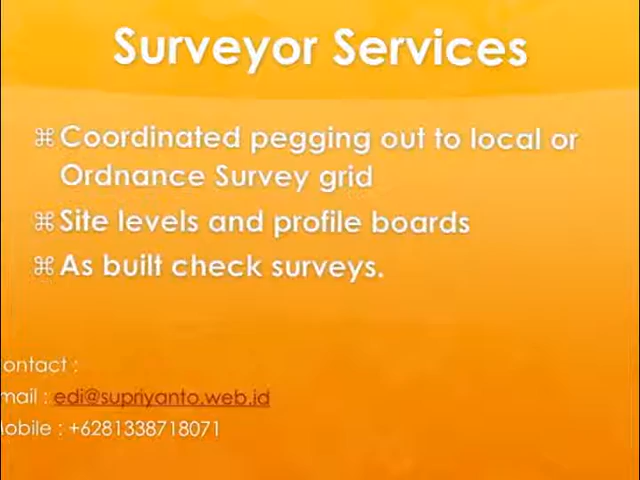 Surveyor Services
⌘Coordinated pegging out to local or
Ordnance Survey grid
⌘Site levels and profile boards
⌘As built check surveys.
ontact :
mail : edi@supriyanto.web.id
obile : +6281338718071